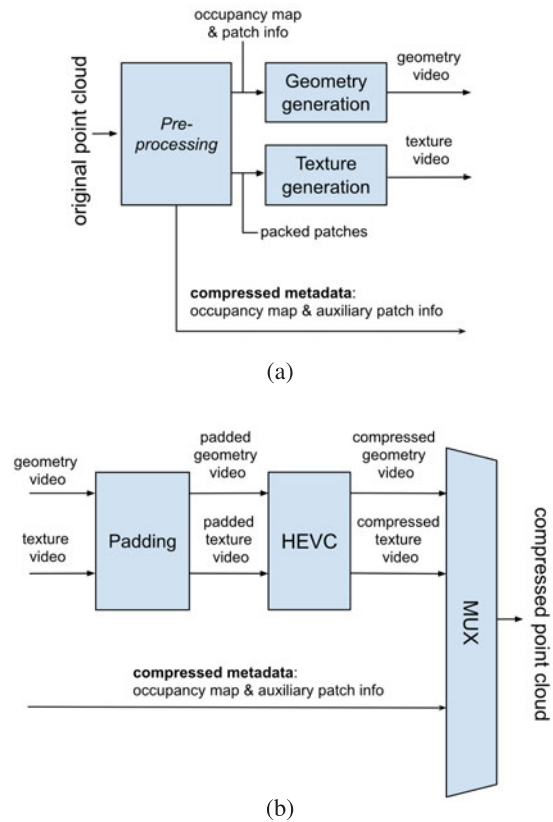 occupancy map
& patch info
original point cloud
Pre-
processing
Geometry
generation
geometry
video
Texture
generation
texture
video
packed patches
compressed metadata:
occupancy map & auxiliary patch info
(a)
geometry
video
texture
video
Padding
padded
geometry
video
padded
texture
video
HEVC
compressed
geometry
video
compressed
texture
video
MUX
compressed point cloud
compressed metadata:
occupancy map & auxiliary patch info
(b)